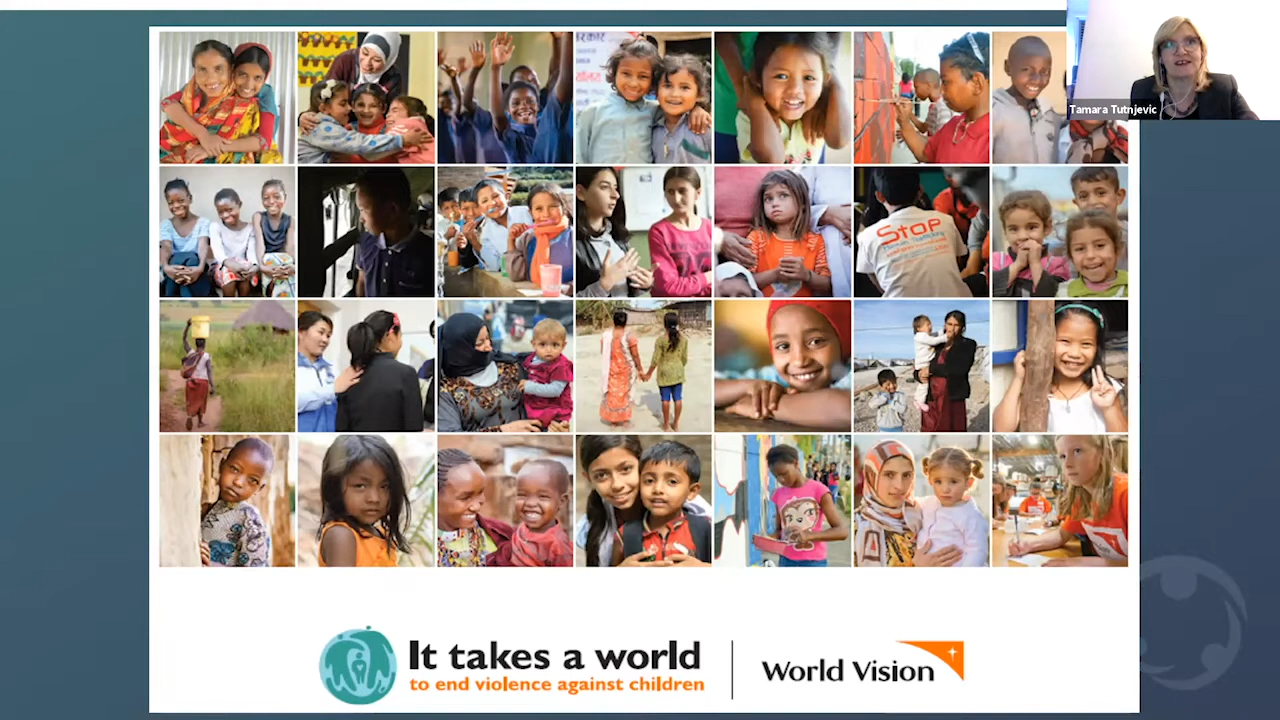 Tamara Tutnjevic
STOP
It takes a world
to end violence against children
World Vision